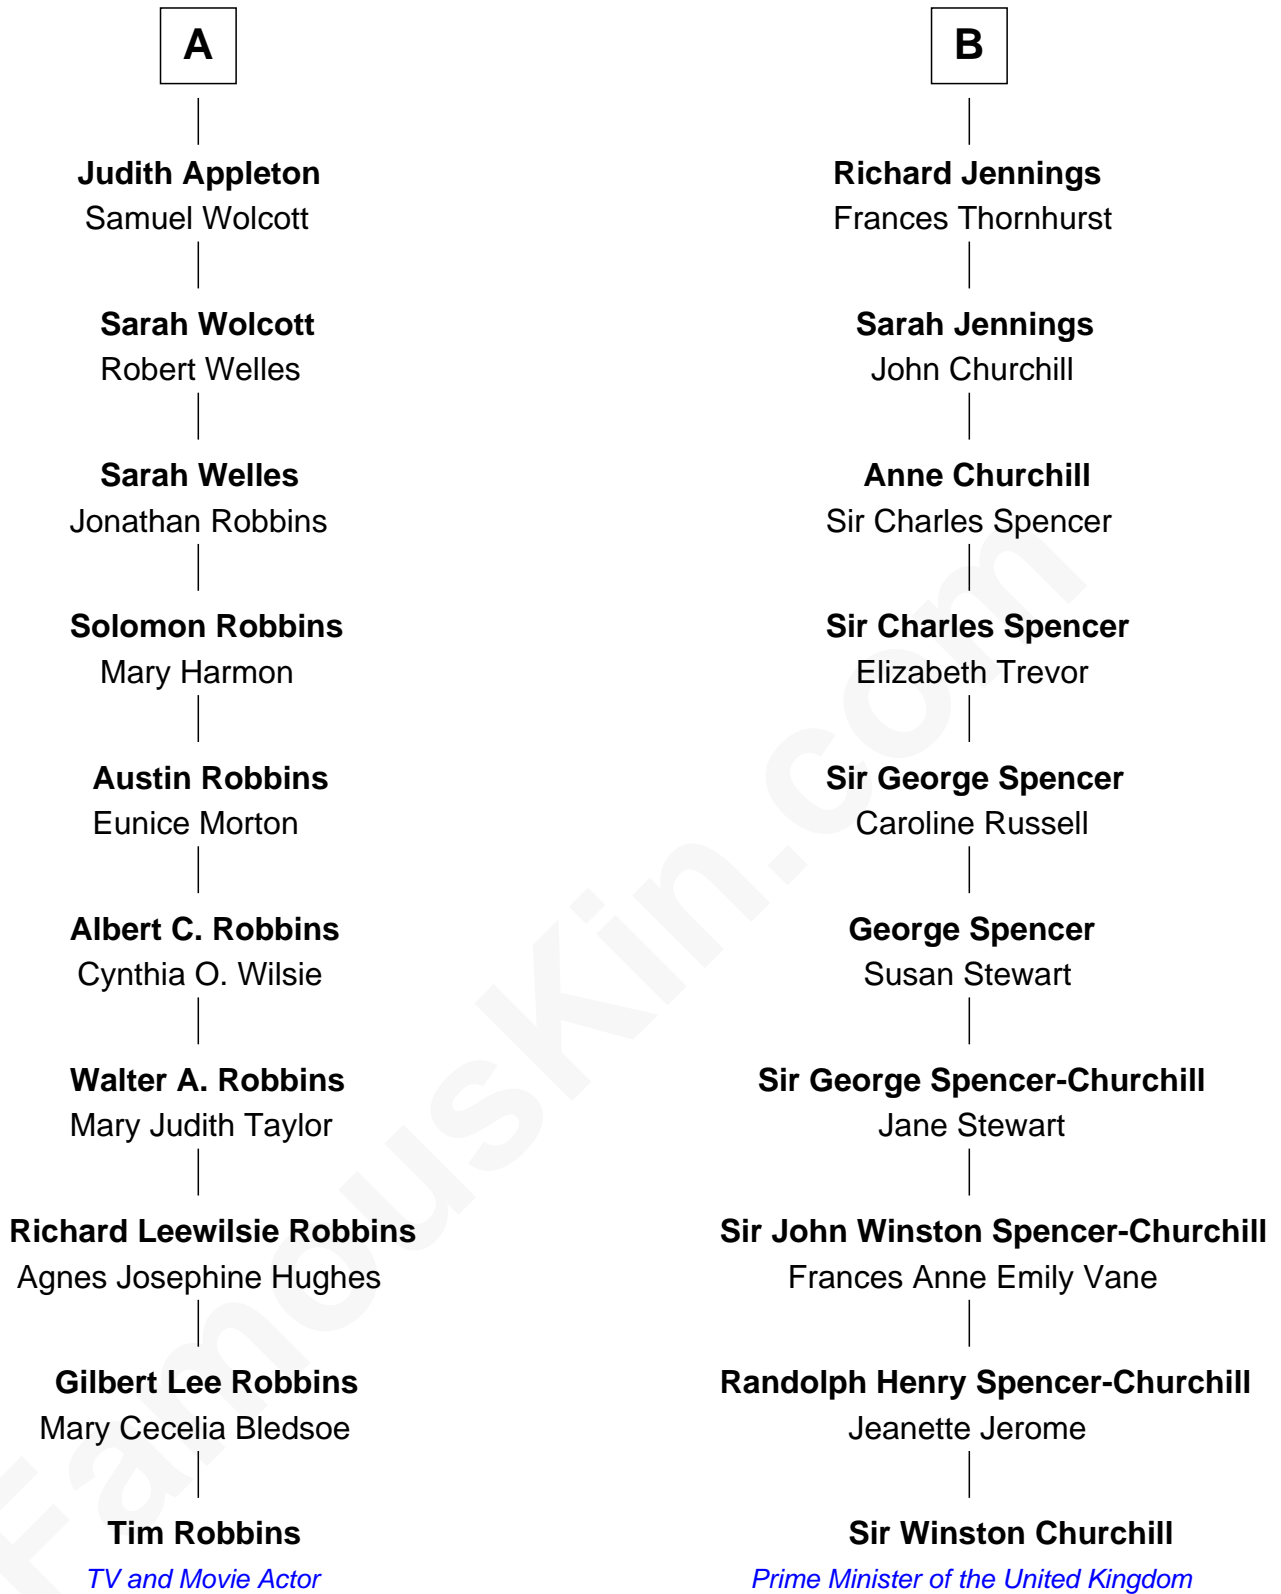 A
Judith Appleton
Samuel Wolcott
Sarah Wolcott
Robert Welles
Sarah Welles
Jonathan Robbins
Solomon Robbins
Mary Harmon
Austin Robbins
Eunice Morton
Albert C. Robbins
Cynthia O. Wilsie
Walter A. Robbins
Mary Judith Taylor
Richard Leewilsie Robbins
Agnes Josephine Hughes
Gilbert Lee Robbins
Mary Cecelia Bledsoe
Tim Robbins
TV and Movie Actor
B
Richard Jennings
Frances Thornhurst
Sarah Jennings
John Churchill
Anne Churchill
Sir Charles Spencer
Sir Charles Spencer
Elizabeth Trevor
Sir George Spencer
Caroline Russell
George Spencer
Susan Stewart
Sir George Spencer-Churchill
Jane Stewart
Sir John Winston Spencer-Churchill
Frances Anne Emily Vane
Randolph Henry Spencer-Churchill
Jeanette Jerome
Sir Winston Churchill
Prime Minister of the United Kingdom
FamousKin.com